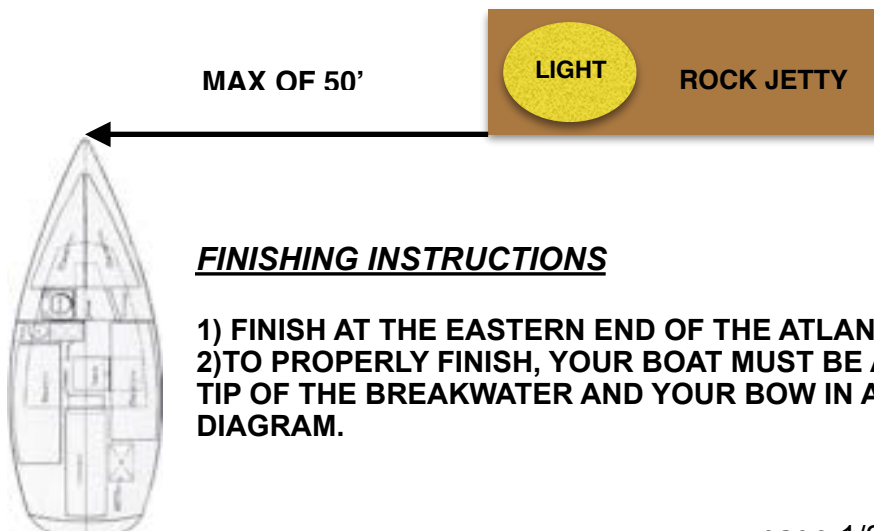 MAX OF 50’
LIGHT
ROCK JETTY
FINISHING INSTRUCTIONS
1) FINISH AT THE EASTERN END OF THE ATLAN
2)TO PROPERLY FINISH, YOUR BOAT MUST BE A
TIP OF THE BREAKWATER AND YOUR BOW IN A
DIAGRAM.